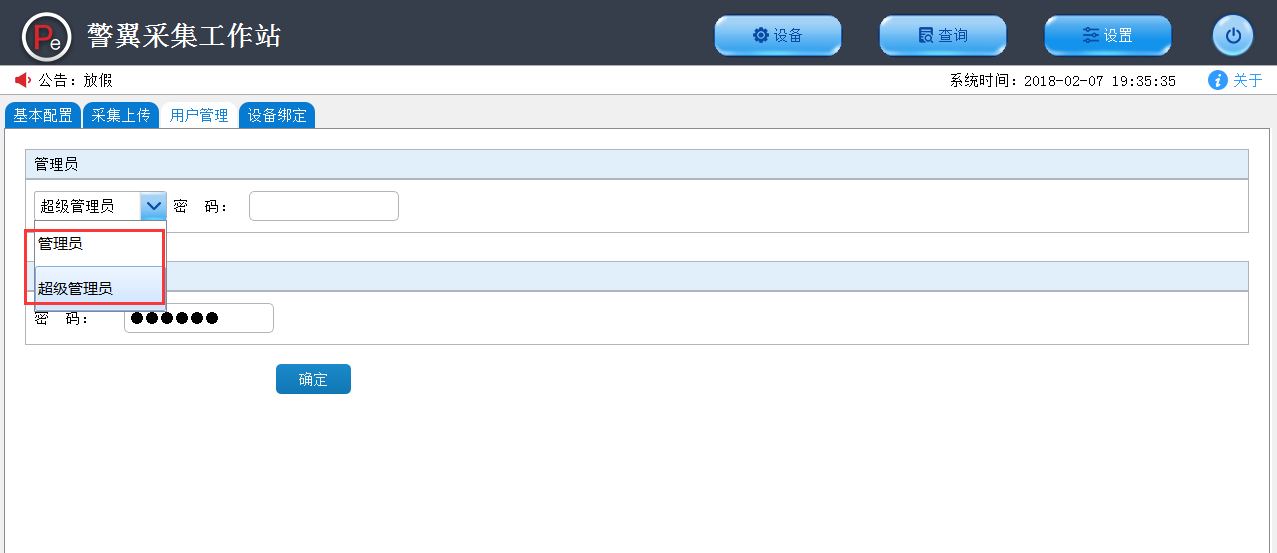 Pe 警翼采集工作站 设备 查询 设置
公告：放假 系统时间：2018-02-07 19:35:35 i 关于
基本配置 采集上传 用户管理 设备绑定
管理员
超级管理员 密 码：
管理员
超级管理员
密 码： ●●●●●●
确定